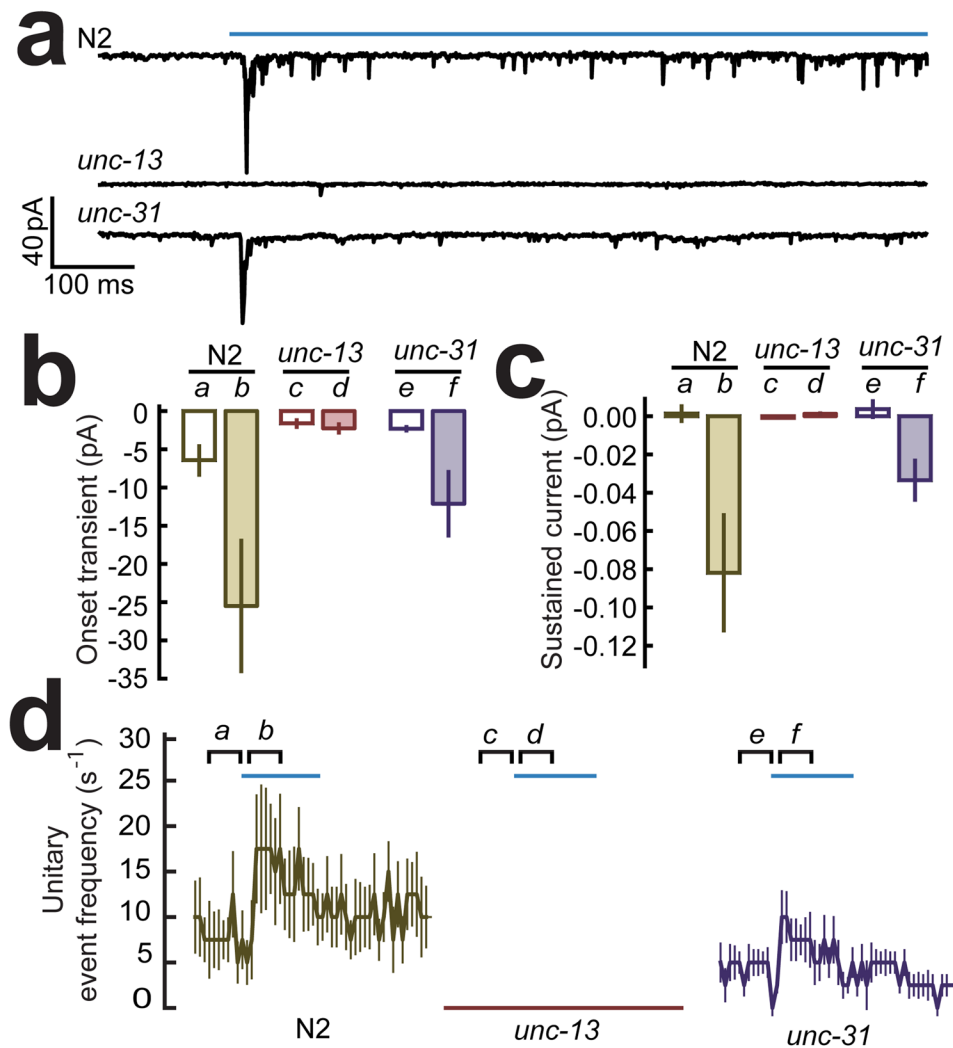 a
N2
unc-13
unc-31
40 pA
100 ms
b
N2 unc-13 unc-31
a b c d e f
Onset transient (pA)
0
-5
-10
-15
-20
-25
-30
-35
c
N2 unc-13 unc-31
a b c d e f
Sustained current (pA)
0.00
-0.02
-0.04
-0.06
-0.08
-0.10
-0.12
d
Unitary
event frequency (s⁻¹)
30
25
20
15
10
5
0
a b c d e f
N2 unc-13 unc-31